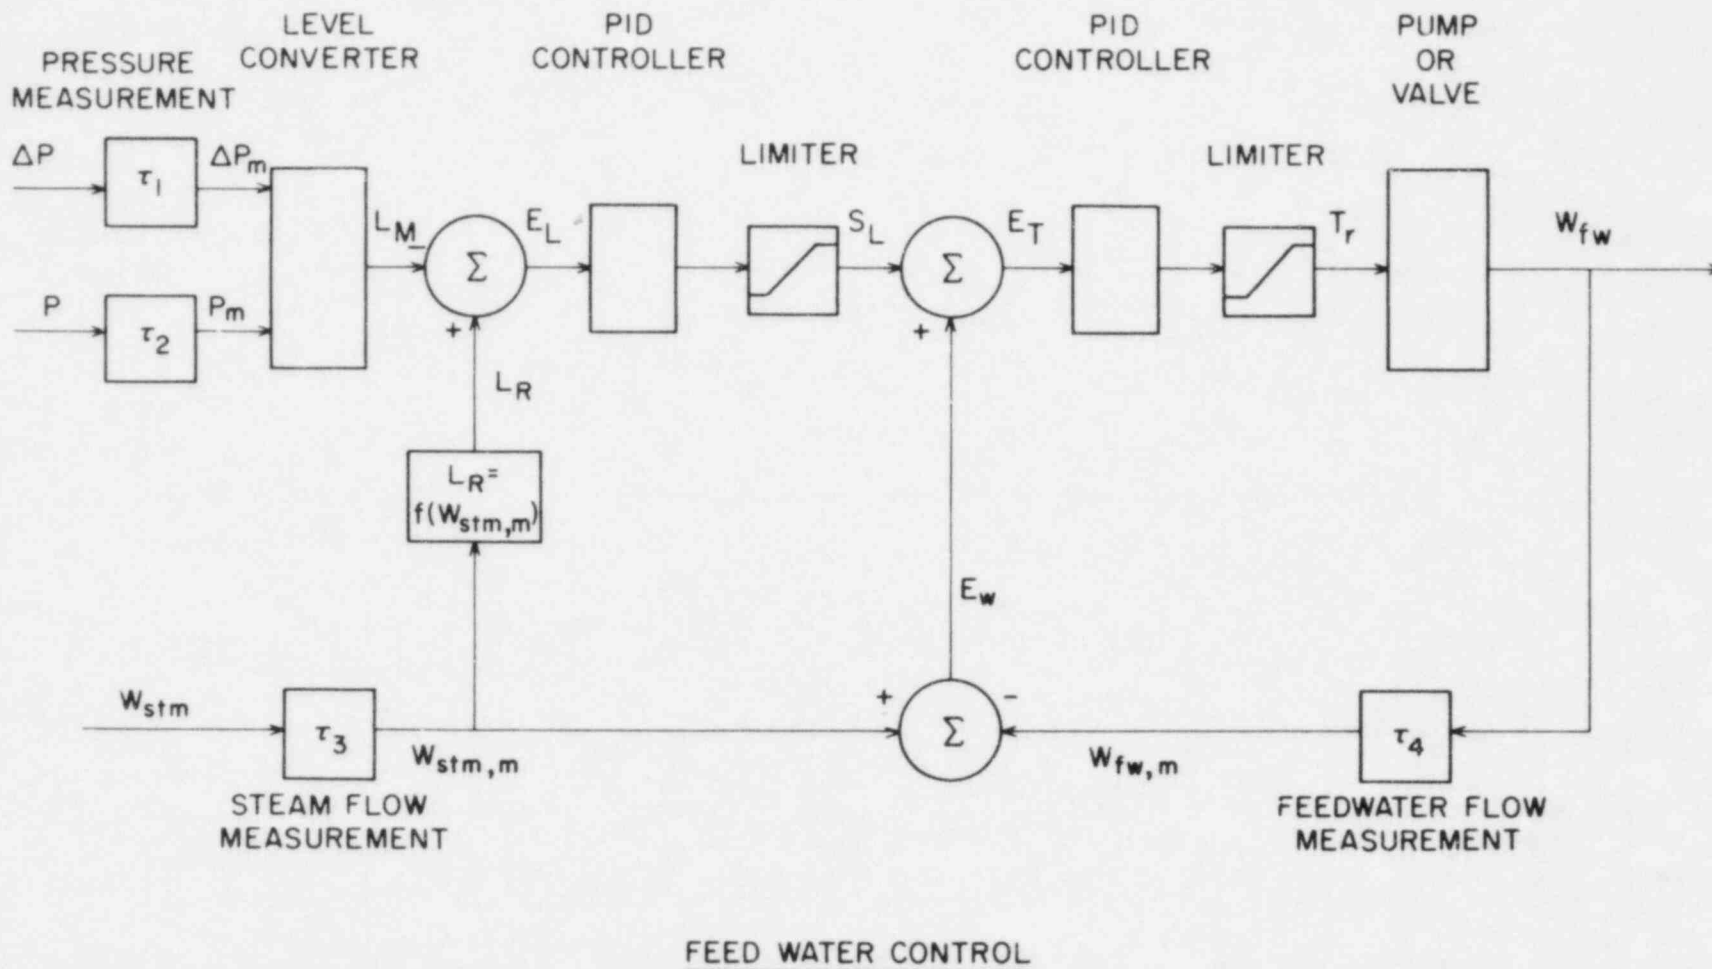 LEVEL
CONVERTER
PID
CONTROLLER
PID
CONTROLLER
PUMP
OR
VALVE
PRESSURE
MEASUREMENT
LIMITER
LIMITER
ΔP
τ1
ΔPm
LM
−
Σ
EL
SL
Σ
ET
Tr
Wfw
P
τ2
Pm
+
+
LR
LR=
f(Wstm,m)
Ew
Wstm
τ3
Wstm,m
+
−
Σ
Wfw,m
τ4
STEAM FLOW
MEASUREMENT
FEEDWATER FLOW
MEASUREMENT
FEED WATER CONTROL